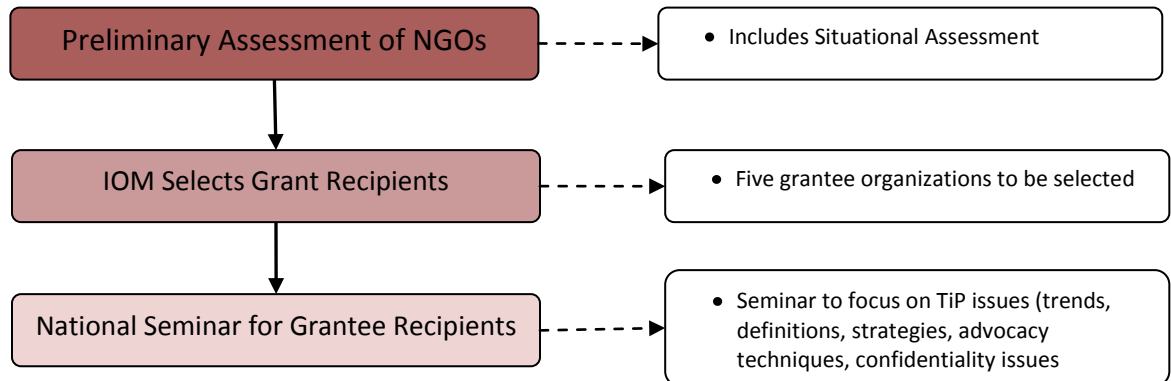 Preliminary Assessment of NGOs
• Includes Situational Assessment
IOM Selects Grant Recipients
• Five grantee organizations to be selected
National Seminar for Grantee Recipients
• Seminar to focus on TiP issues (trends,
definitions, strategies, advocacy
techniques, confidentiality issues